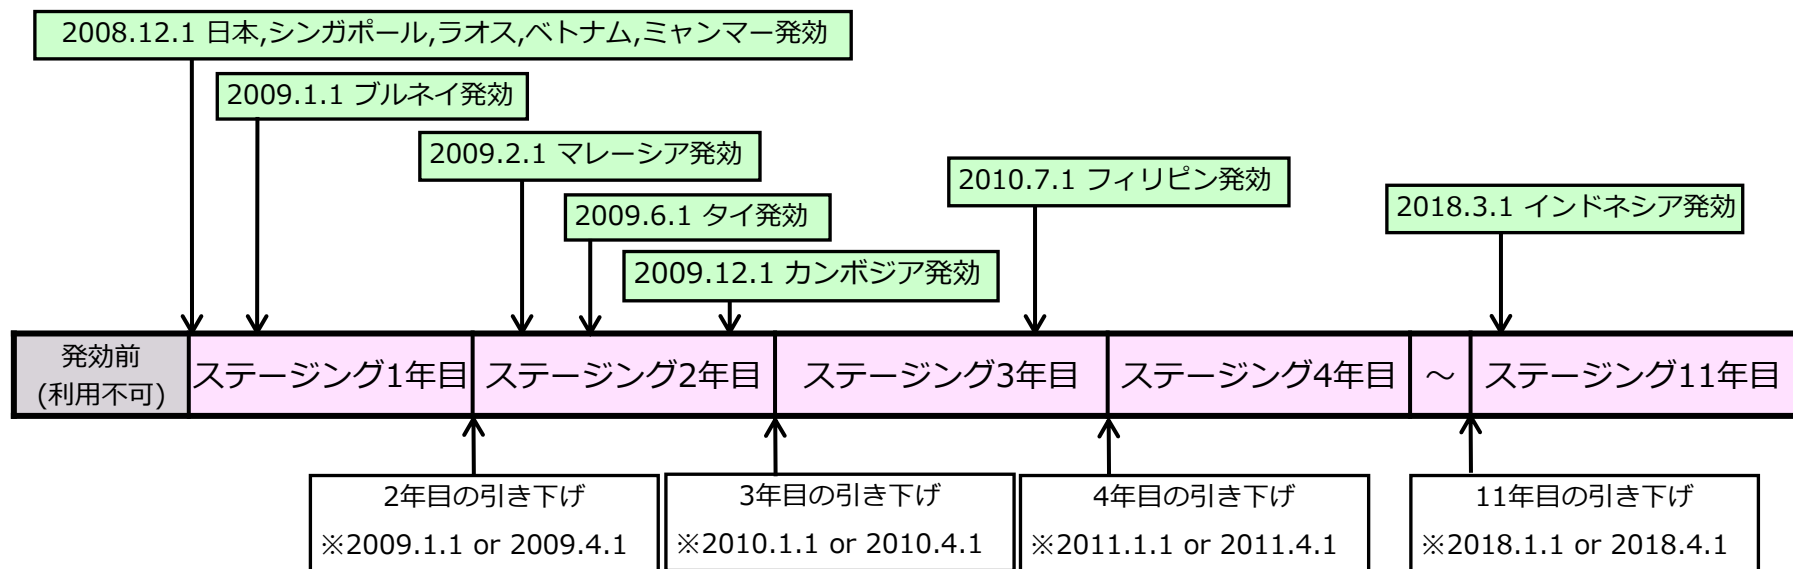 2008.12.1 日本,シンガポール,ラオス,ベトナム,ミャンマー発効
2009.1.1 ブルネイ発効
2009.2.1 マレーシア発効
2010.7.1 フィリピン発効
2009.6.1 タイ発効
2018.3.1 インドネシア発効
2009.12.1 カンボジア発効
発効前
(利用不可)
ステージング1年目
ステージング2年目
ステージング3年目
ステージング4年目
～
ステージング11年目
2年目の引き下げ
※2009.1.1 or 2009.4.1
3年目の引き下げ
※2010.1.1 or 2010.4.1
4年目の引き下げ
※2011.1.1 or 2011.4.1
11年目の引き下げ
※2018.1.1 or 2018.4.1